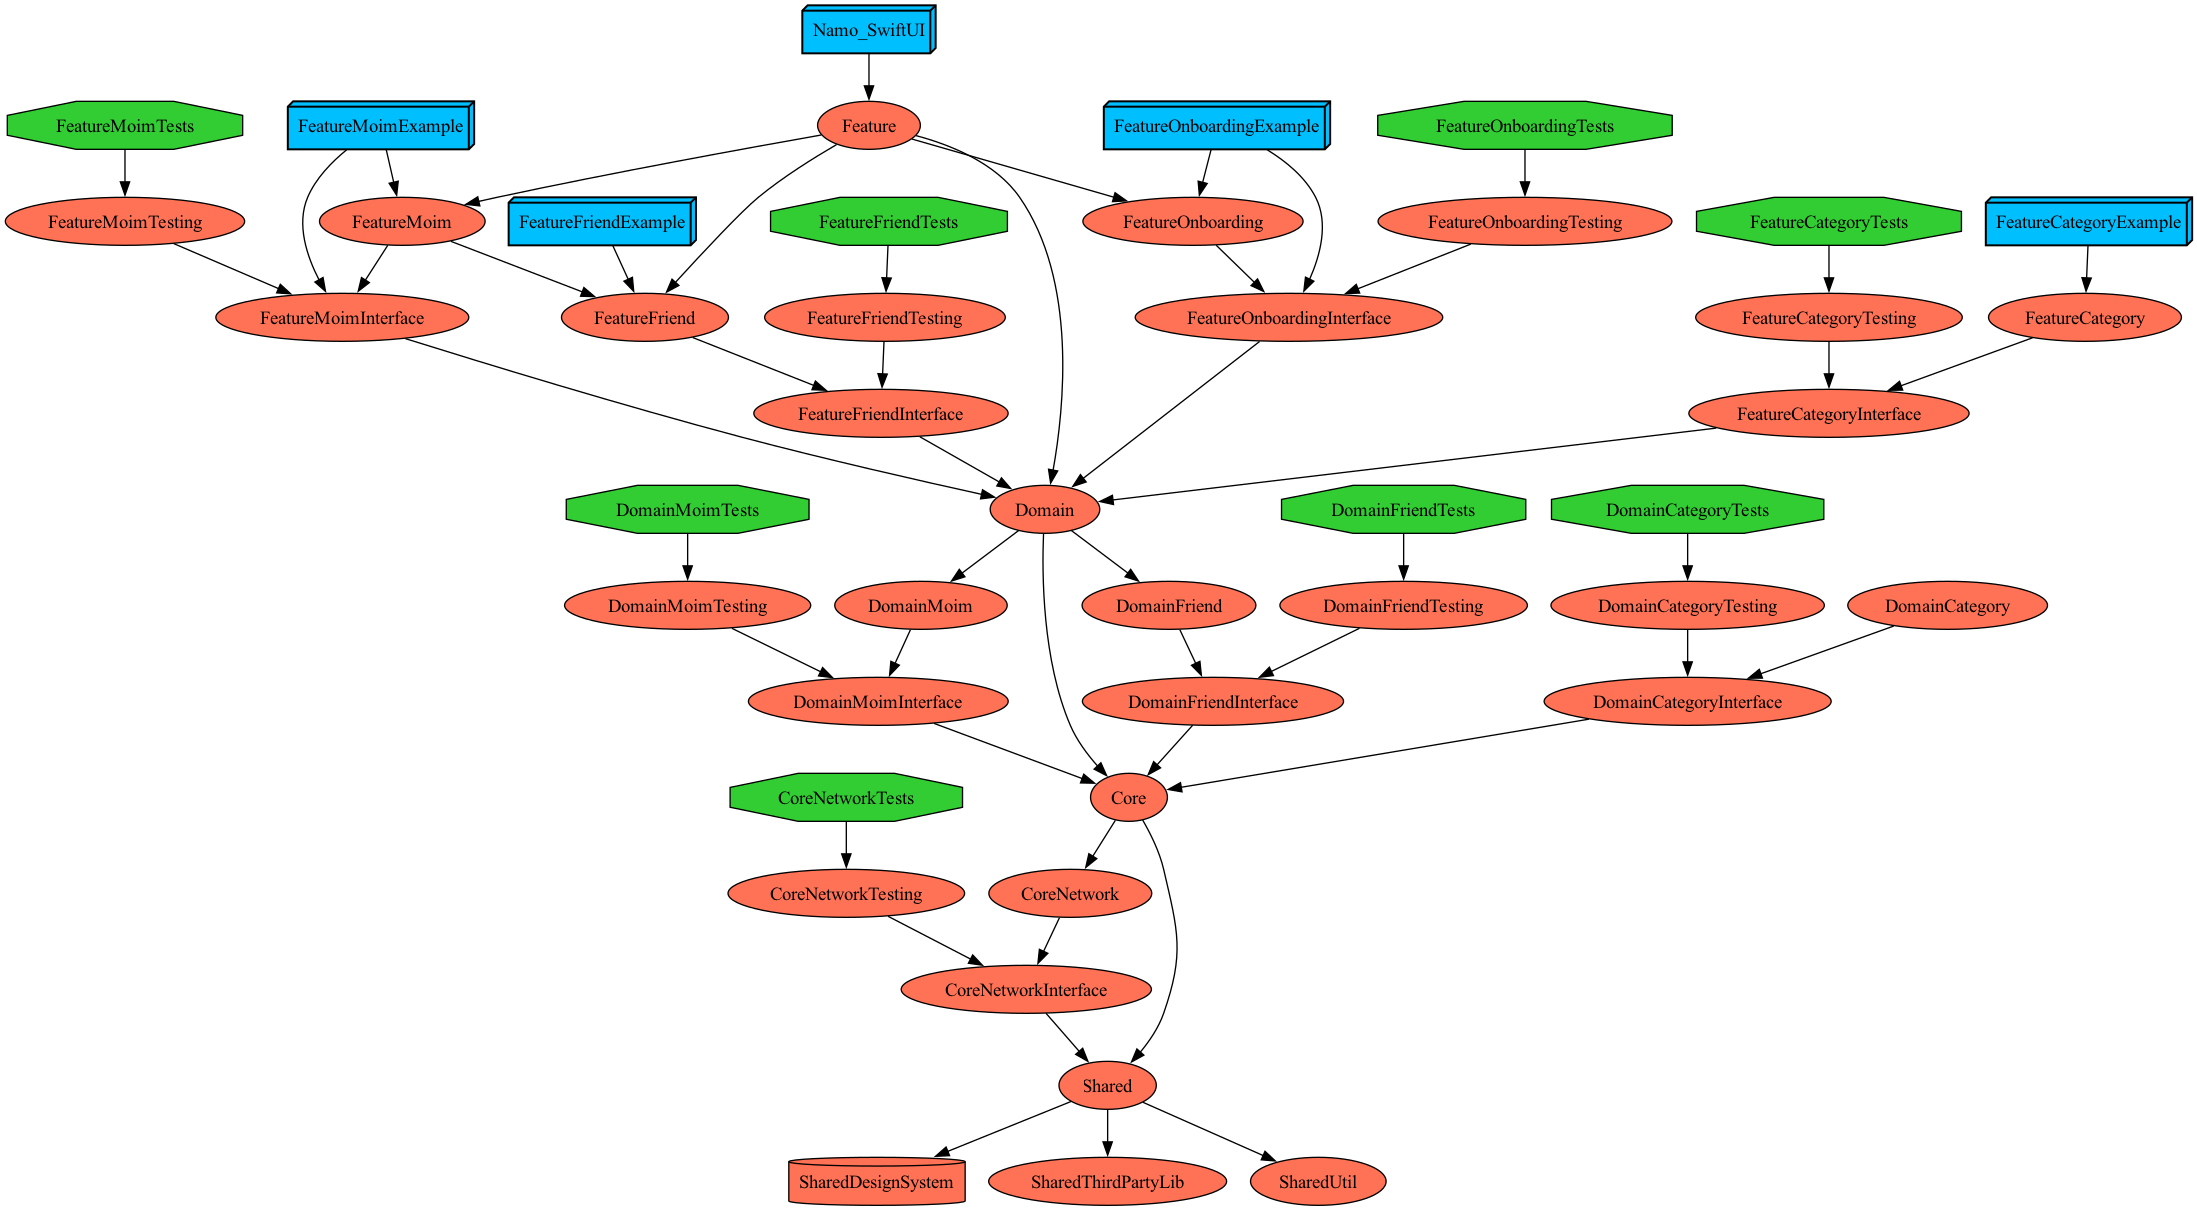 Namo_SwiftUI
FeatureMoimTests
FeatureMoimExample
Feature
FeatureOnboardingExample
FeatureOnboardingTests
FeatureMoimTesting
FeatureMoim
FeatureFriendExample
FeatureFriendTests
FeatureOnboarding
FeatureOnboardingTesting
FeatureCategoryTests
FeatureCategoryExample
FeatureMoimInterface
FeatureFriend
FeatureFriendTesting
FeatureOnboardingInterface
FeatureCategoryTesting
FeatureCategory
FeatureFriendInterface
FeatureCategoryInterface
DomainMoimTests
Domain
DomainFriendTests
DomainCategoryTests
DomainMoimTesting
DomainMoim
DomainFriend
DomainFriendTesting
DomainCategoryTesting
DomainCategory
DomainMoimInterface
DomainFriendInterface
DomainCategoryInterface
CoreNetworkTests
Core
CoreNetworkTesting
CoreNetwork
CoreNetworkInterface
Shared
SharedDesignSystem
SharedThirdPartyLib
SharedUtil